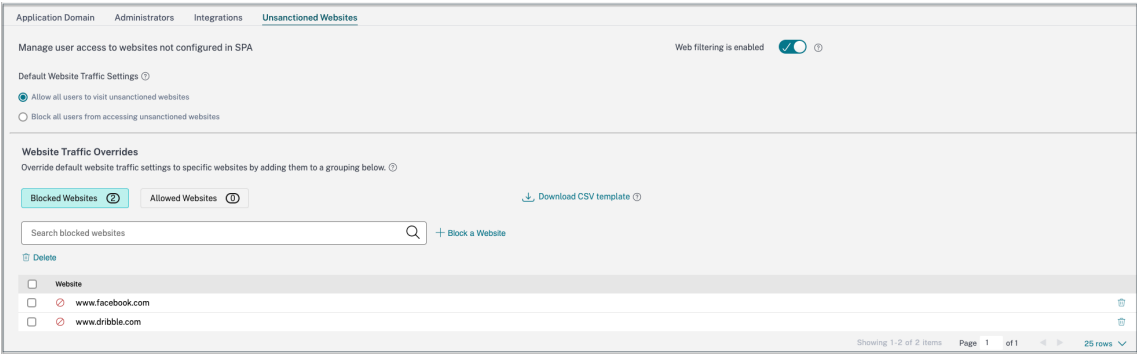 Application Domain Administrators Integrations Unsanctioned Websites
Manage user access to websites not configured in SPA Web filtering is enabled
Default Website Traffic Settings
Allow all users to visit unsanctioned websites
Block all users from accessing unsanctioned websites
Website Traffic Overrides
Override default website traffic settings to specific websites by adding them to a grouping below.
Blocked Websites 2 Allowed Websites 0 Download CSV template
Search blocked websites Block a Website
Delete
Website
www.facebook.com
www.dribble.com
Showing 1-2 of 2 items Page 1 of 1 25 rows